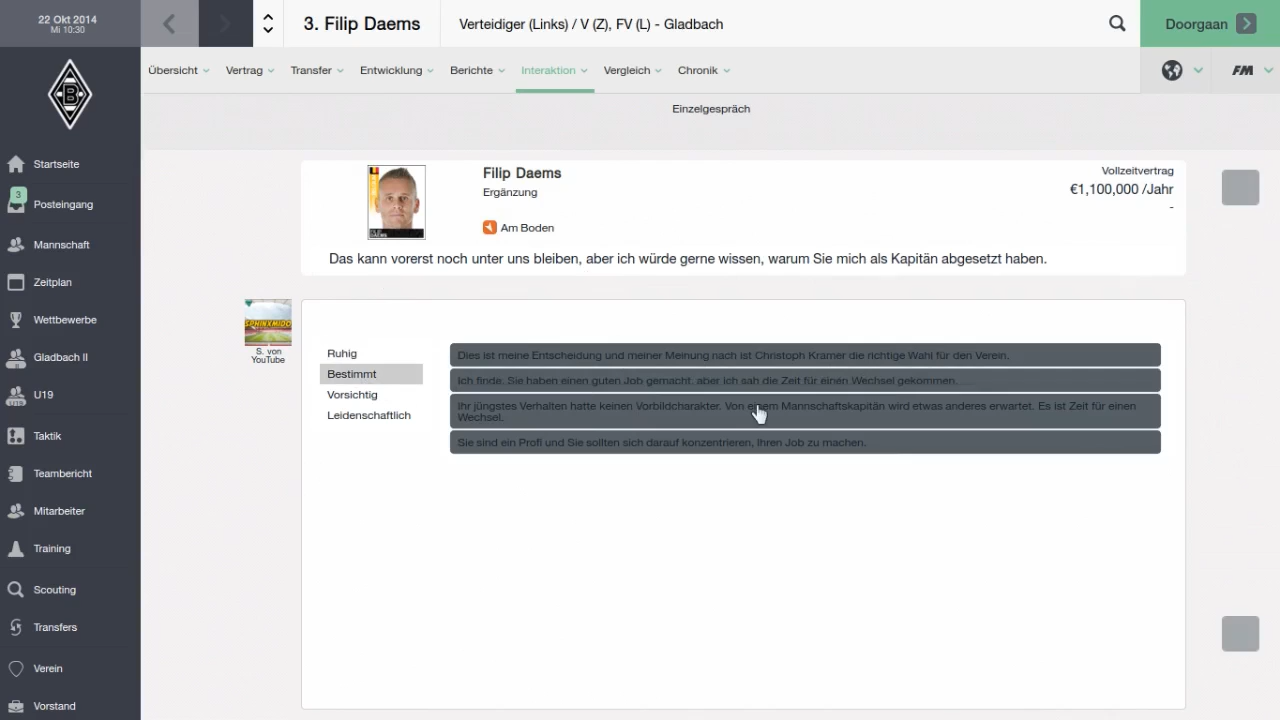 22 Okt 2014
Mi 10:30
3. Filip Daems
Verteidiger (Links) / V (Z), FV (L) - Gladbach
Doorgaan
Übersicht
Vertrag
Transfer
Entwicklung
Berichte
Interaktion
Vergleich
Chronik
FM
Einzelgespräch
B
Startseite
3
Posteingang
Mannschaft
Zeitplan
Wettbewerbe
Gladbach II
U19
Taktik
Teambericht
Mitarbeiter
Training
Scouting
Transfers
Verein
Vorstand
Filip Daems
Ergänzung
Am Boden
Vollzeitvertrag
€1,100,000 /Jahr
-
Das kann vorerst noch unter uns bleiben, aber ich würde gerne wissen, warum Sie mich als Kapitän abgesetzt haben.
SPHINXMIDO
S. von
YouTube
Ruhig
Bestimmt
Vorsichtig
Leidenschaftlich
Dies ist meine Entscheidung und meiner Meinung nach ist Christoph Kramer die richtige Wahl für den Verein.
Ich finde, Sie haben einen guten Job gemacht, aber ich sah die Zeit für einen Wechsel gekommen.
Ihr jüngstes Verhalten hatte keinen Vorbildcharakter. Von einem Mannschaftskapitän wird etwas anderes erwartet. Es ist Zeit für einen
Wechsel.
Sie sind ein Profi und Sie sollten sich darauf konzentrieren, Ihren Job zu machen.